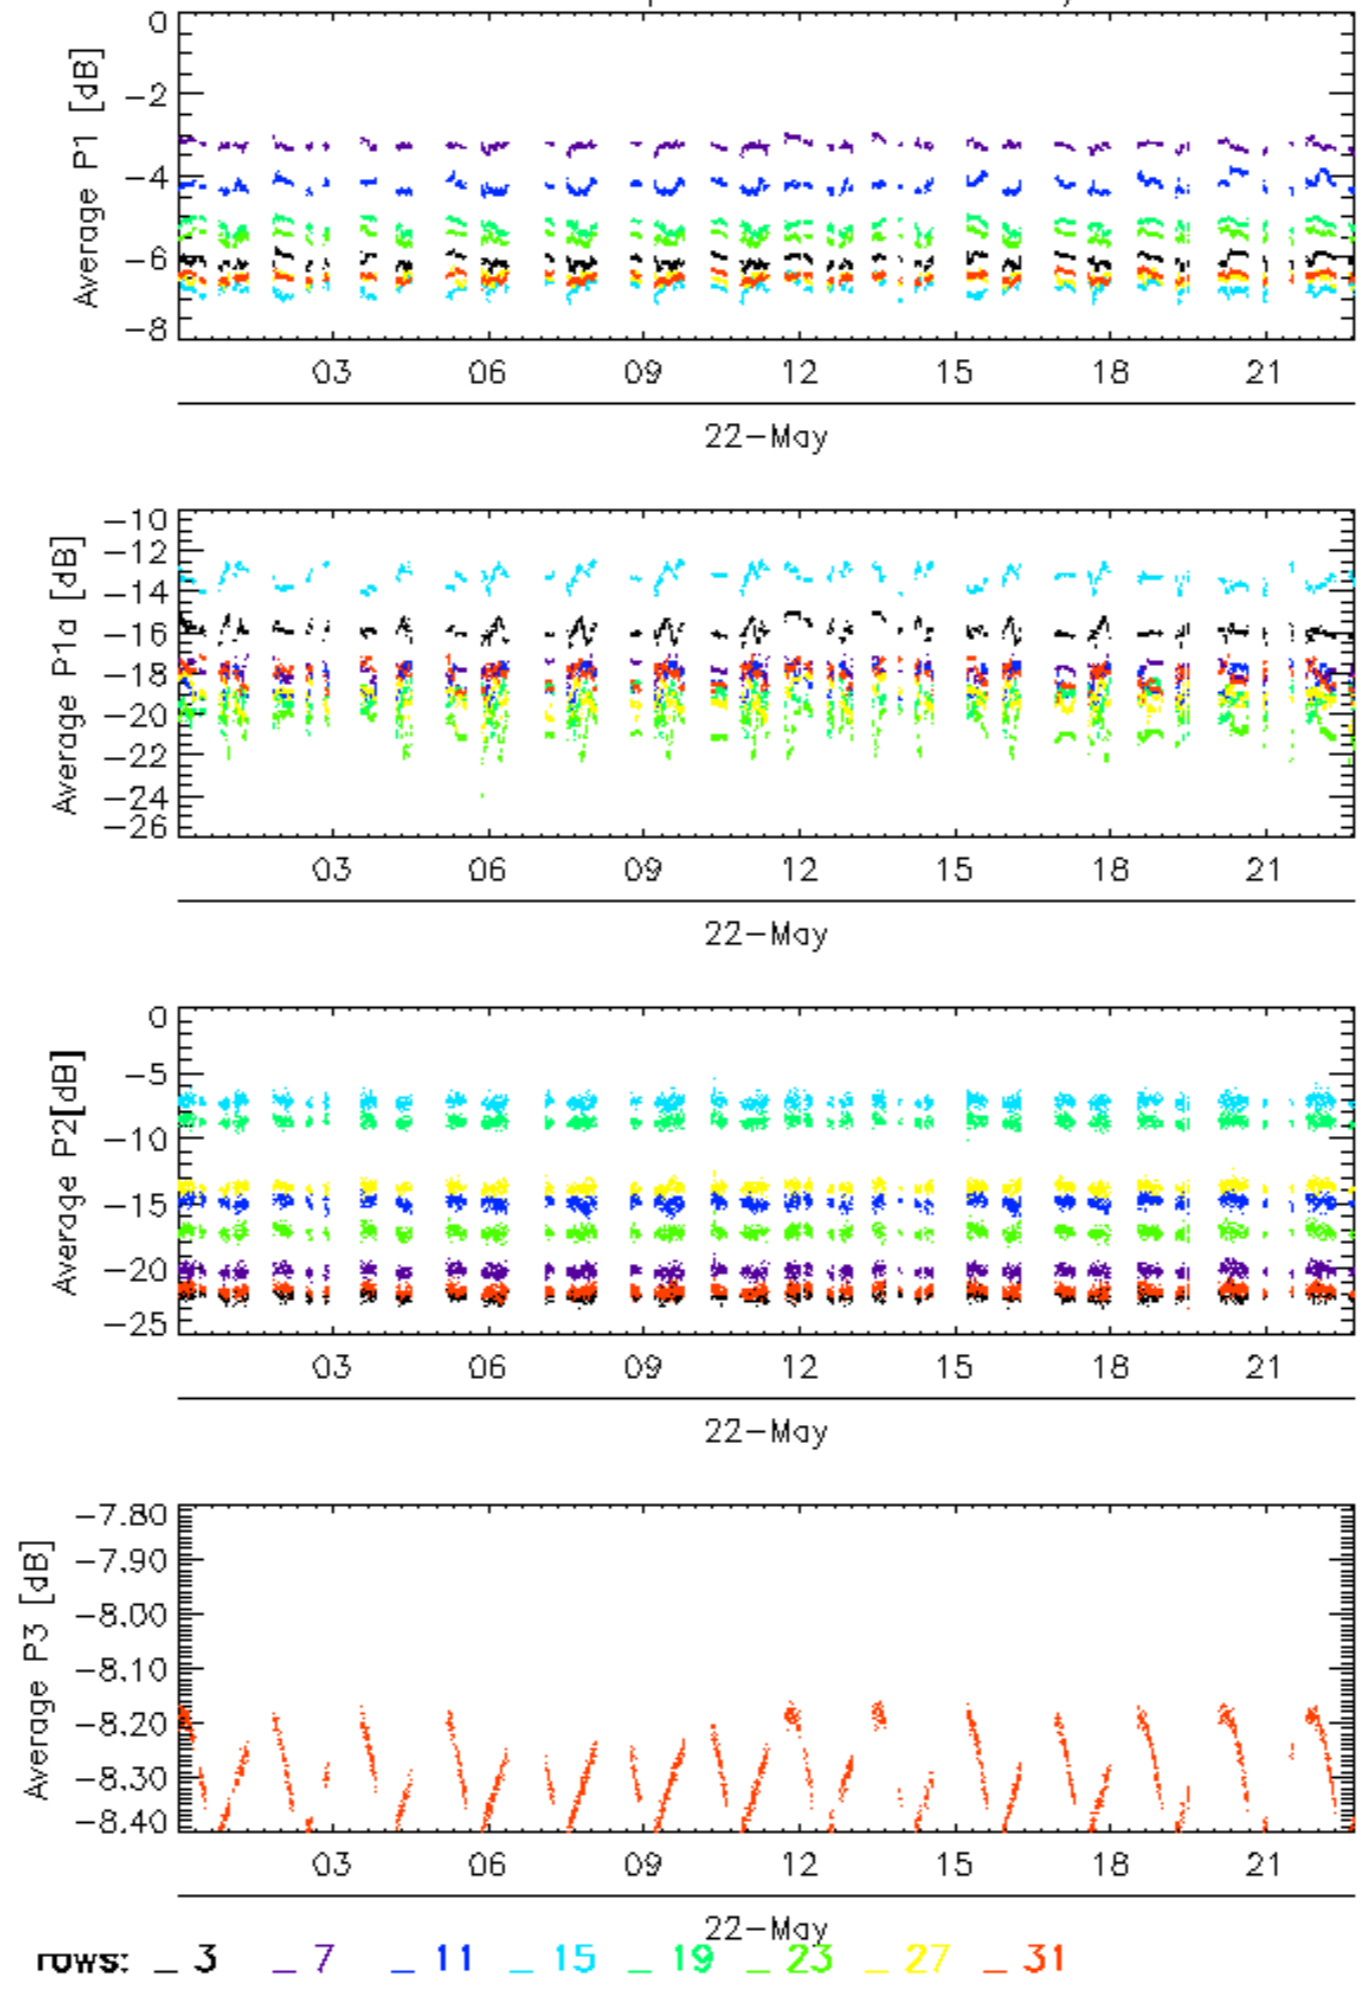 0
-2
-4
-6
-8
Average P1 [dB]
03 06 09 12 15 18 21
22-May
-10
-12
-14
-16
-18
-20
-22
-24
-26
Average P1a [dB]
03 06 09 12 15 18 21
22-May
0
-5
-10
-15
-20
-25
Average P2[dB]
03 06 09 12 15 18 21
22-May
-7.80
-7.90
-8.00
-8.10
-8.20
-8.30
-8.40
Average P3 [dB]
03 06 09 12 15 18 21
22-May
rows: _ 3 _ 7 _ 11 _ 15 _ 19 _ 23 _ 27 _ 31